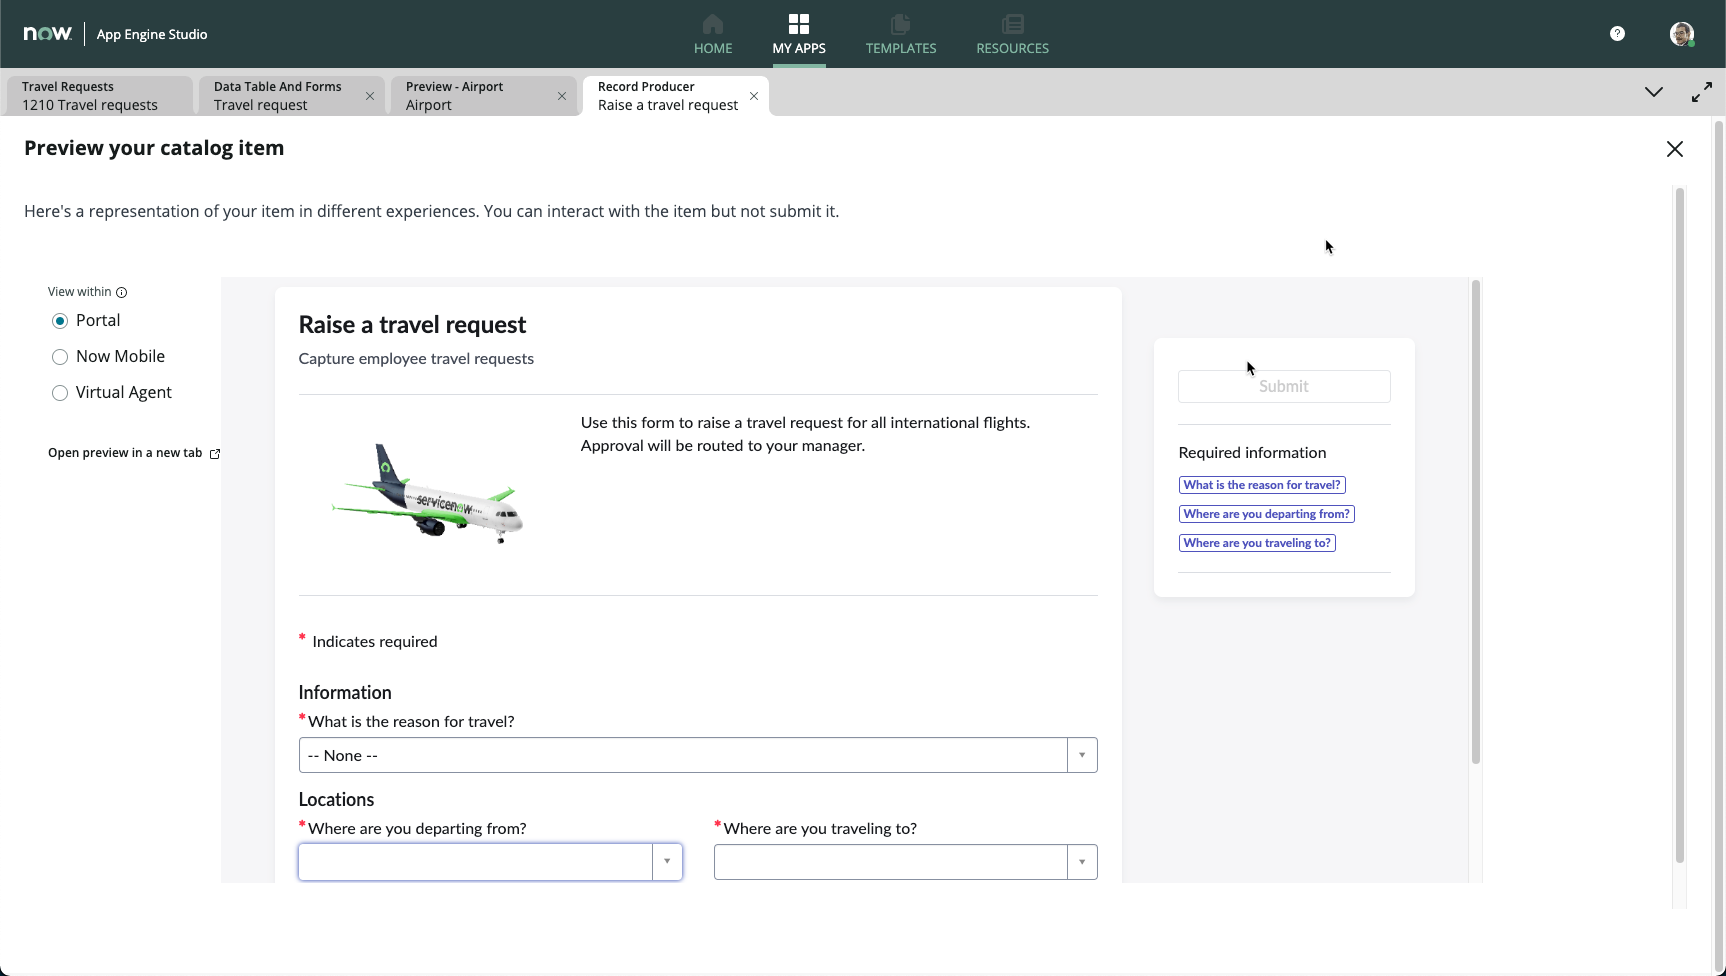 now.
App Engine Studio
HOME
MY APPS
TEMPLATES
RESOURCES
?
Travel Requests
1210 Travel requests
Data Table And Forms
Travel request
Preview - Airport
Airport
Record Producer
Raise a travel request
Preview your catalog item
Here's a representation of your item in different experiences. You can interact with the item but not submit it.
View within
Portal
Now Mobile
Virtual Agent
Open preview in a new tab
Raise a travel request
Capture employee travel requests
servicenow
Use this form to raise a travel request for all international flights.
Approval will be routed to your manager.
* Indicates required
Information
*What is the reason for travel?
-- None --
Locations
*Where are you departing from?
*Where are you traveling to?
Submit
Required information
What is the reason for travel?
Where are you departing from?
Where are you traveling to?